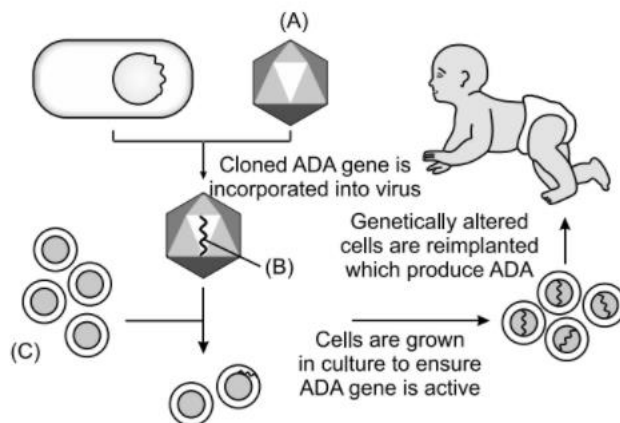 (A)
Cloned ADA gene is
incorporated into virus
(B)
(C)
Genetically altered
cells are reimplanted
which produce ADA
Cells are grown
in culture to ensure
ADA gene is active